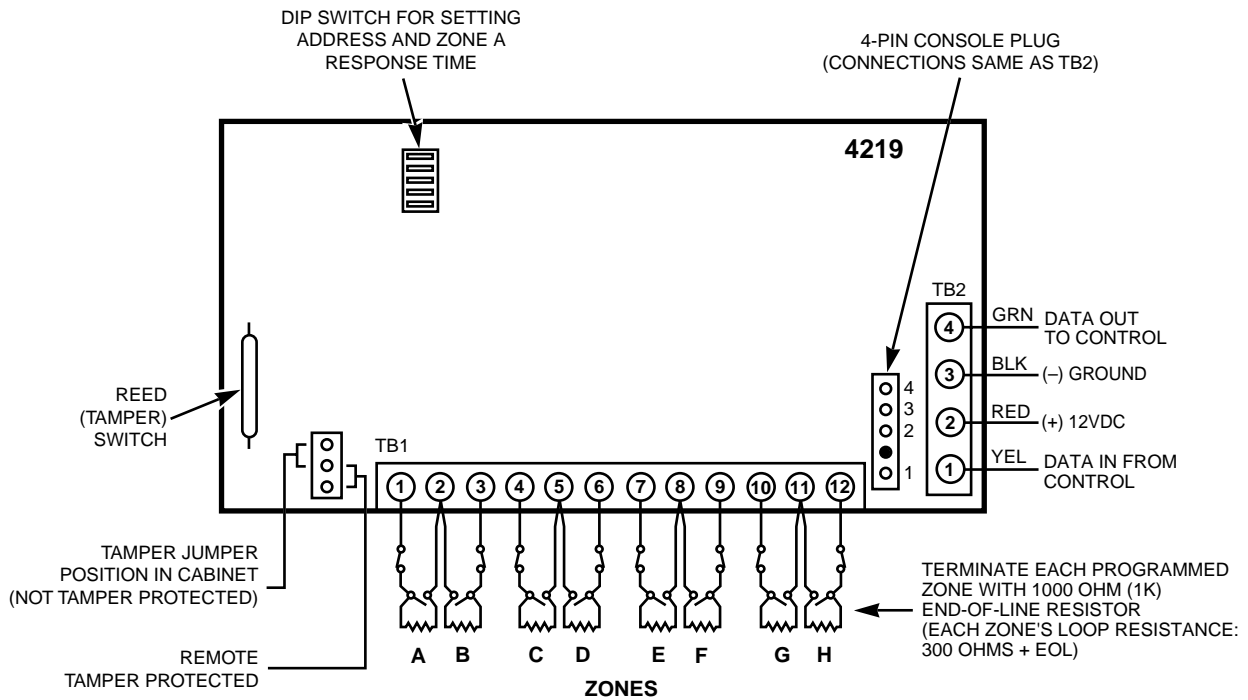 DIP SWITCH FOR SETTING
ADDRESS AND ZONE A
RESPONSE TIME
4-PIN CONSOLE PLUG
(CONNECTIONS SAME AS TB2)
4219
TB2
4
GRN
DATA OUT
TO CONTROL
3
BLK
(–) GROUND
2
RED
(+) 12VDC
1
YEL
DATA IN FROM
CONTROL
4
3
2
1
REED
(TAMPER)
SWITCH
TB1
1 2 3 4 5 6 7 8 9 10 11 12
TAMPER JUMPER
POSITION IN CABINET
(NOT TAMPER PROTECTED)
REMOTE
TAMPER PROTECTED
A B C D E F G H
ZONES
TERMINATE EACH PROGRAMMED
ZONE WITH 1000 OHM (1K)
END-OF-LINE RESISTOR
(EACH ZONE'S LOOP RESISTANCE:
300 OHMS + EOL)